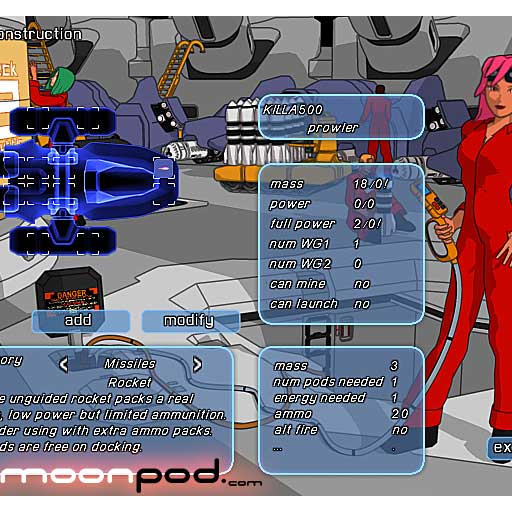 onstruction
KILLA500
prowler
mass 18/0!
power 0/0
full power 2/0!
num WG1 1
num WG2 0
can mine no
can launch no
DANGER
add modify
ory < Missiles >
Rocket
e unguided rocket packs a real
, low power but limited ammunition.
der using with extra ammo packs.
ds are free on docking.
mass 3
num pods needed 1
energy needed 1
ammo 20
alt fire no
... .
ex
moonpod.com